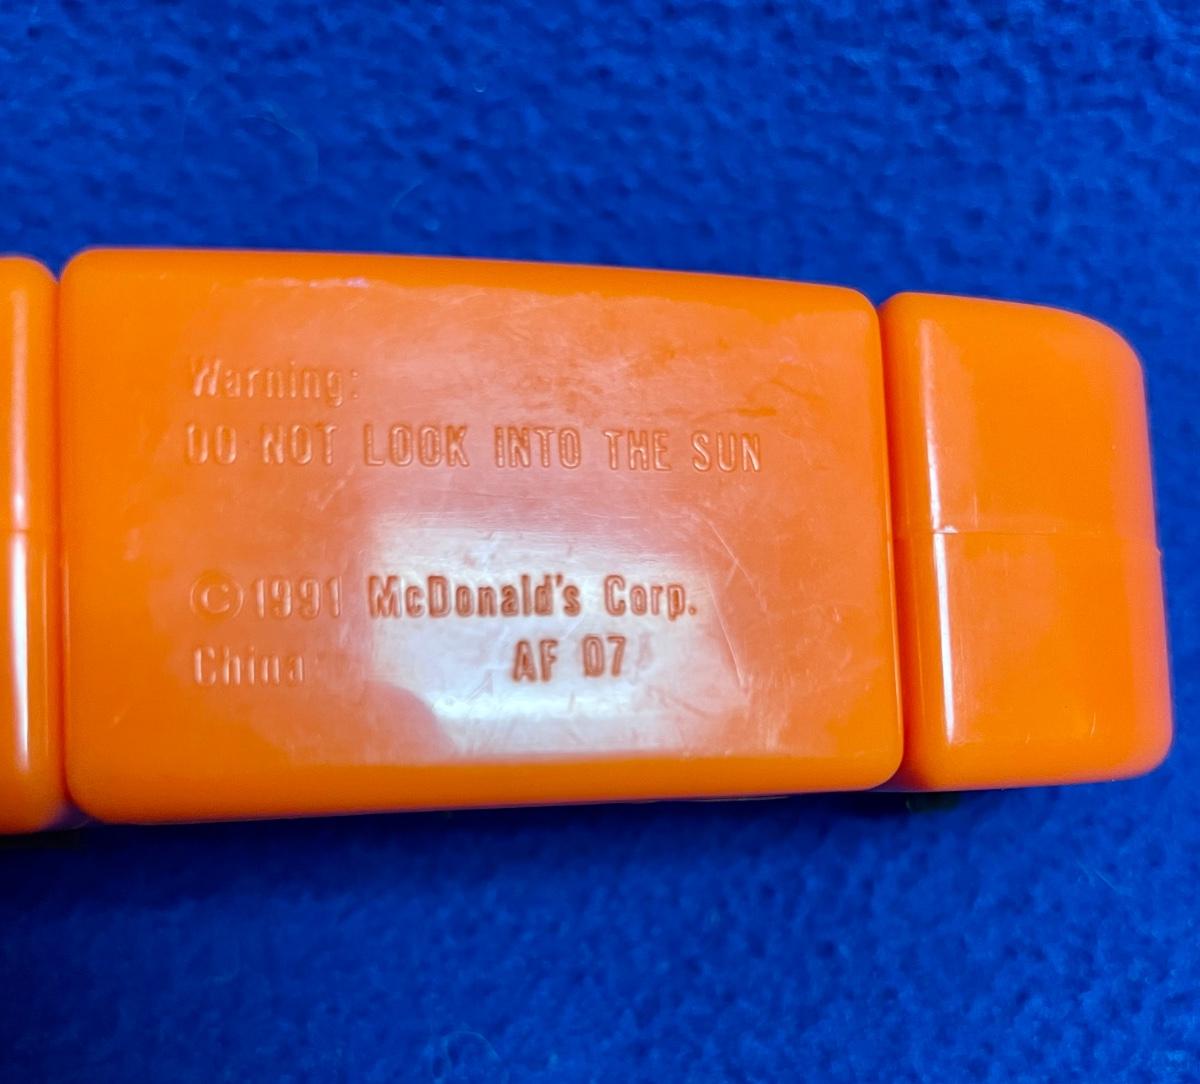 Warning:
DO NOT LOOK INTO THE SUN
©1991 McDonald's Corp.
China AF 07